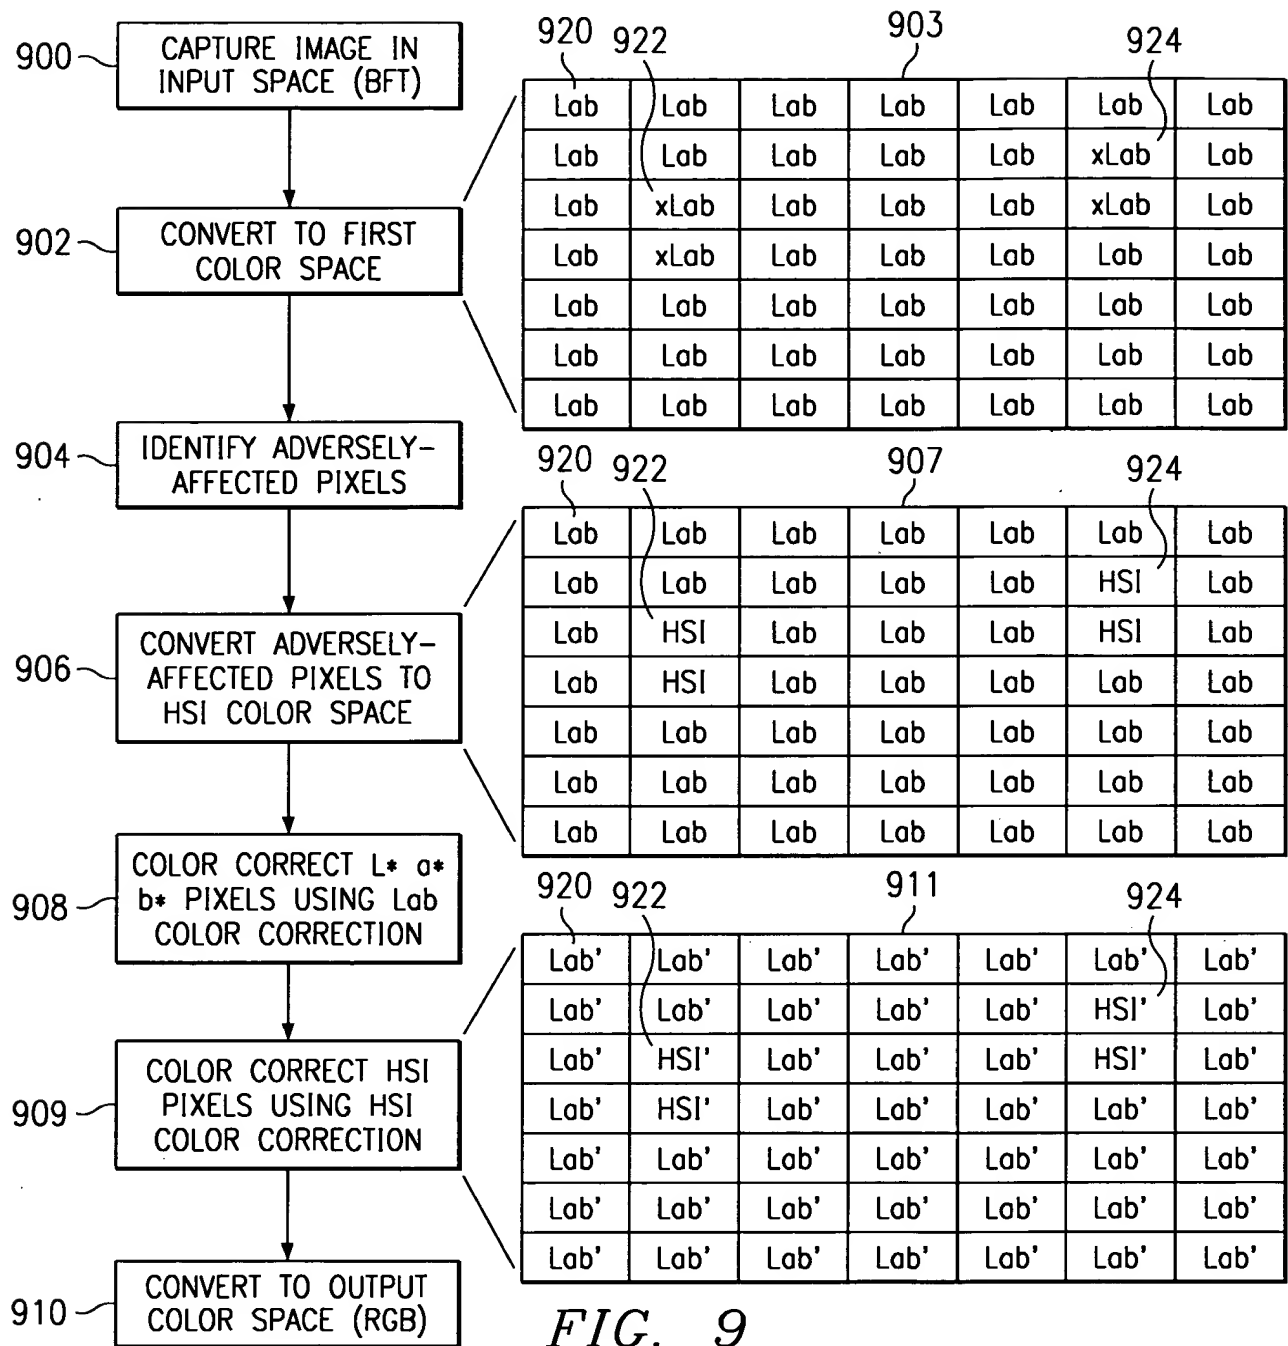 900
CAPTURE IMAGE IN
INPUT SPACE (BFT)
902
CONVERT TO FIRST
COLOR SPACE
904
IDENTIFY ADVERSELY-
AFFECTED PIXELS
906
CONVERT ADVERSELY-
AFFECTED PIXELS TO
HSI COLOR SPACE
908
COLOR CORRECT L* a*
b* PIXELS USING Lab
COLOR CORRECTION
909
COLOR CORRECT HSI
PIXELS USING HSI
COLOR CORRECTION
910
CONVERT TO OUTPUT
COLOR SPACE (RGB)
920 922 903 924
Lab Lab Lab Lab Lab Lab Lab
Lab Lab Lab Lab Lab xLab Lab
Lab xLab Lab Lab Lab xLab Lab
Lab xLab Lab Lab Lab Lab Lab
Lab Lab Lab Lab Lab Lab Lab
Lab Lab Lab Lab Lab Lab Lab
Lab Lab Lab Lab Lab Lab Lab
920 922 907 924
Lab Lab Lab Lab Lab Lab Lab
Lab Lab Lab Lab Lab HSI Lab
Lab HSI Lab Lab Lab HSI Lab
Lab HSI Lab Lab Lab Lab Lab
Lab Lab Lab Lab Lab Lab Lab
Lab Lab Lab Lab Lab Lab Lab
Lab Lab Lab Lab Lab Lab Lab
920 922 911 924
Lab' Lab' Lab' Lab' Lab' Lab' Lab'
Lab' Lab' Lab' Lab' Lab' HSI' Lab'
Lab' HSI' Lab' Lab' Lab' HSI' Lab'
Lab' HSI' Lab' Lab' Lab' Lab' Lab'
Lab' Lab' Lab' Lab' Lab' Lab' Lab'
Lab' Lab' Lab' Lab' Lab' Lab' Lab'
Lab' Lab' Lab' Lab' Lab' Lab' Lab'
FIG. 9